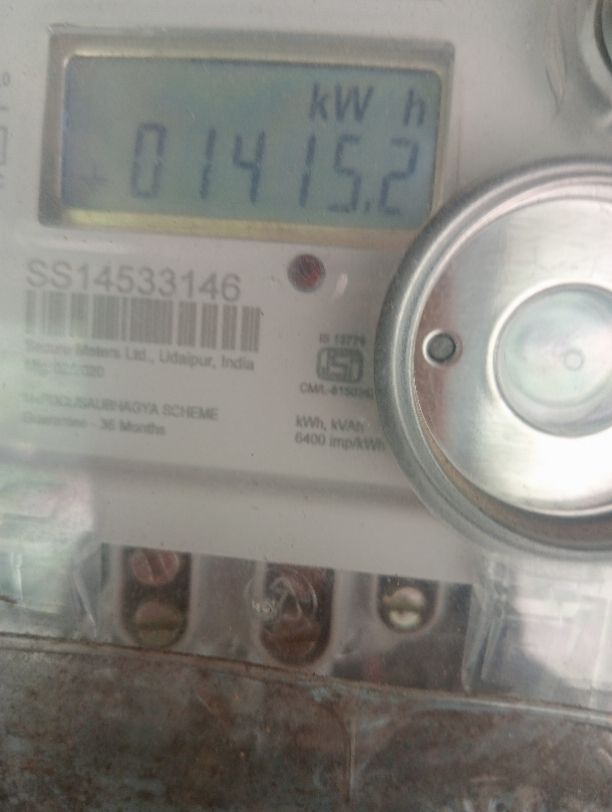 kW h
01415.2
SS14533146
Secure Meters Ltd., Udaipur, India
IS 13779
SAUBHAGYA SCHEME
Guarantee - 36 Months
kWh, kVAh
6400 imp/kWh